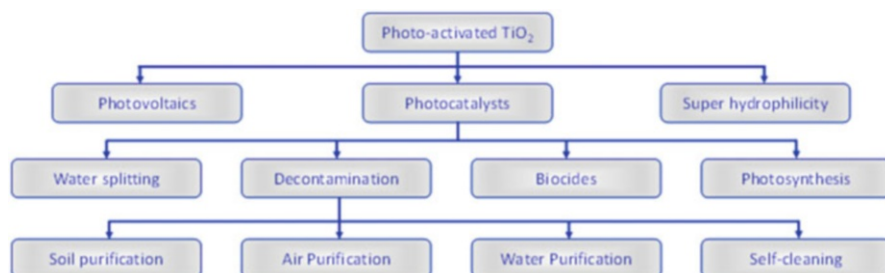 Photo-activated TiO₂
Photovoltaics
Photocatalysts
Super hydrophilicity
Water splitting
Decontamination
Biocides
Photosynthesis
Soil purification
Air Purification
Water Purification
Self-cleaning